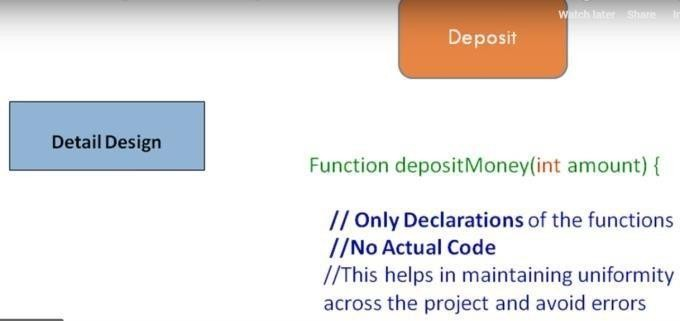 Watch later Share
Deposit
Detail Design
Function depositMoney(int amount) {
// Only Declarations of the functions
//No Actual Code
//This helps in maintaining uniformity
across the project and avoid errors